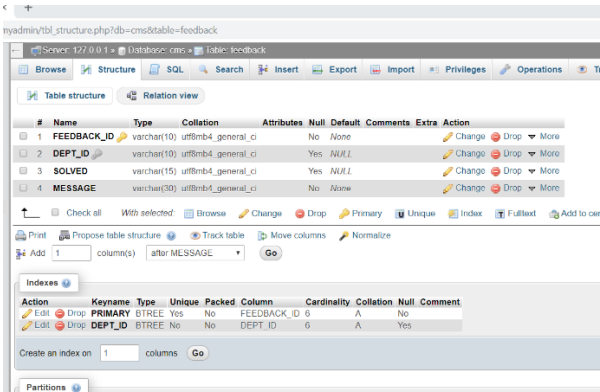 nyadmin/tbl_structure.php?db=cms&table=feedback
Server: 127.0.0.1 » Database: cms » Table: feedback
Browse Structure SQL Search Insert Export Import Privileges Operations
Table structure Relation view
# Name Type Collation Attributes Null Default Comments Extra Action
1 FEEDBACK_ID varchar(10) utf8mb4_general_ci No None Change Drop More
2 DEPT_ID varchar(10) utf8mb4_general_ci Yes NULL Change Drop More
3 SOLVED varchar(15) utf8mb4_general_ci Yes NULL Change Drop More
4 MESSAGE varchar(30) utf8mb4_general_ci No None Change Drop More
Check all With selected: Browse Change Drop Primary Unique Index Fulltext Add to cer
Print Propose table structure Track table Move columns Normalize
Add 1 column(s) after MESSAGE Go
Indexes
Action Keyname Type Unique Packed Column Cardinality Collation Null Comment
Edit Drop PRIMARY BTREE Yes No FEEDBACK_ID 6 A No
Edit Drop DEPT_ID BTREE No No DEPT_ID 6 A Yes
Create an index on 1 columns Go
Partitions